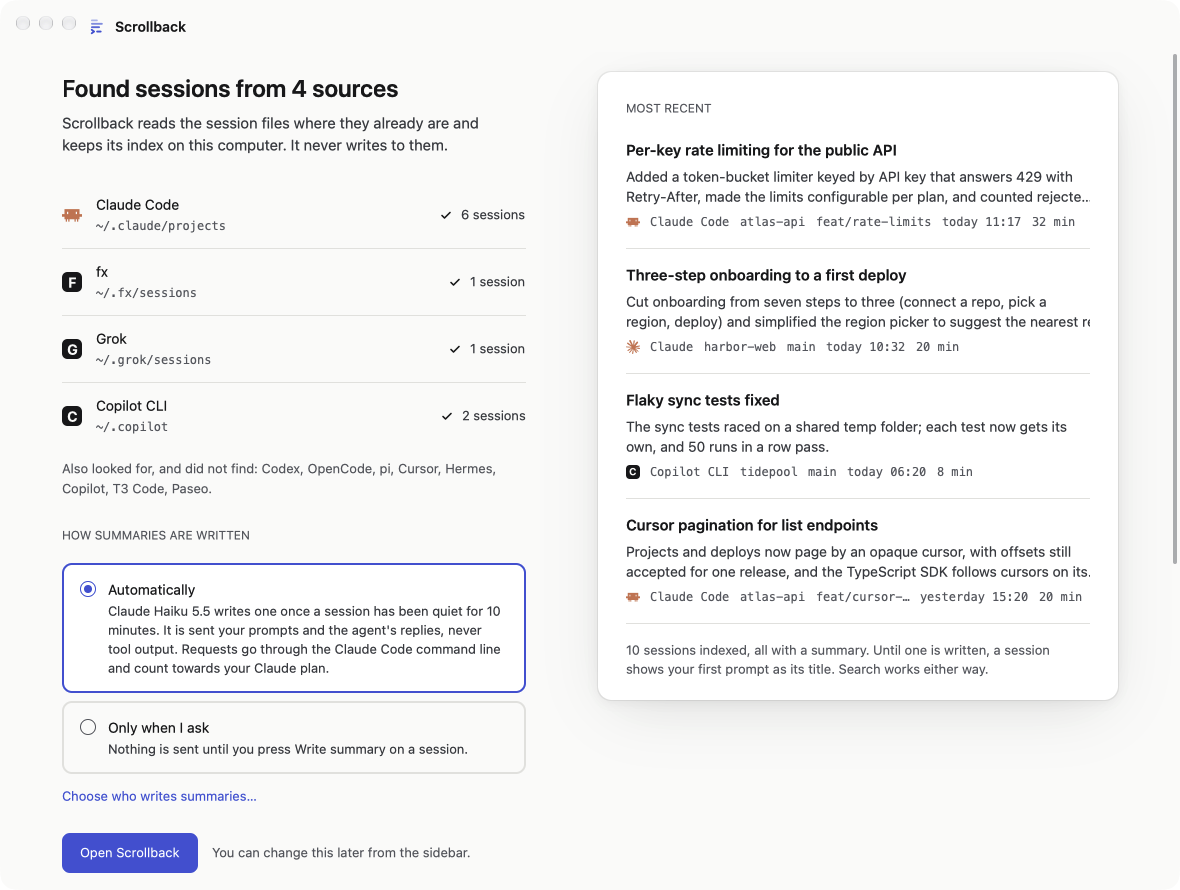 Scrollback
Found sessions from 4 sources
Scrollback reads the session files where they already are and
keeps its index on this computer. It never writes to them.
Claude Code
~/.claude/projects
6 sessions
F
fx
~/.fx/sessions
1 session
G
Grok
~/.grok/sessions
1 session
C
Copilot CLI
~/.copilot
2 sessions
Also looked for, and did not find: Codex, OpenCode, pi, Cursor, Hermes,
Copilot, T3 Code, Paseo.
HOW SUMMARIES ARE WRITTEN
Automatically
Claude Haiku 5.5 writes one once a session has been quiet for 10
minutes. It is sent your prompts and the agent's replies, never
tool output. Requests go through the Claude Code command line
and count towards your Claude plan.
Only when I ask
Nothing is sent until you press Write summary on a session.
Choose who writes summaries…
Open Scrollback
You can change this later from the sidebar.
MOST RECENT
Per-key rate limiting for the public API
Added a token-bucket limiter keyed by API key that answers 429 with
Retry-After, made the limits configurable per plan, and counted rejecte…
Claude Code atlas-api feat/rate-limits today 11:17 32 min
Three-step onboarding to a first deploy
Cut onboarding from seven steps to three (connect a repo, pick a
region, deploy) and simplified the region picker to suggest the nearest re
Claude harbor-web main today 10:32 20 min
Flaky sync tests fixed
The sync tests raced on a shared temp folder; each test now gets its
own, and 50 runs in a row pass.
C Copilot CLI tidepool main today 06:20 8 min
Cursor pagination for list endpoints
Projects and deploys now page by an opaque cursor, with offsets still
accepted for one release, and the TypeScript SDK follows cursors on its.
Claude Code atlas-api feat/cursor-… yesterday 15:20 20 min
10 sessions indexed, all with a summary. Until one is written, a session
shows your first prompt as its title. Search works either way.